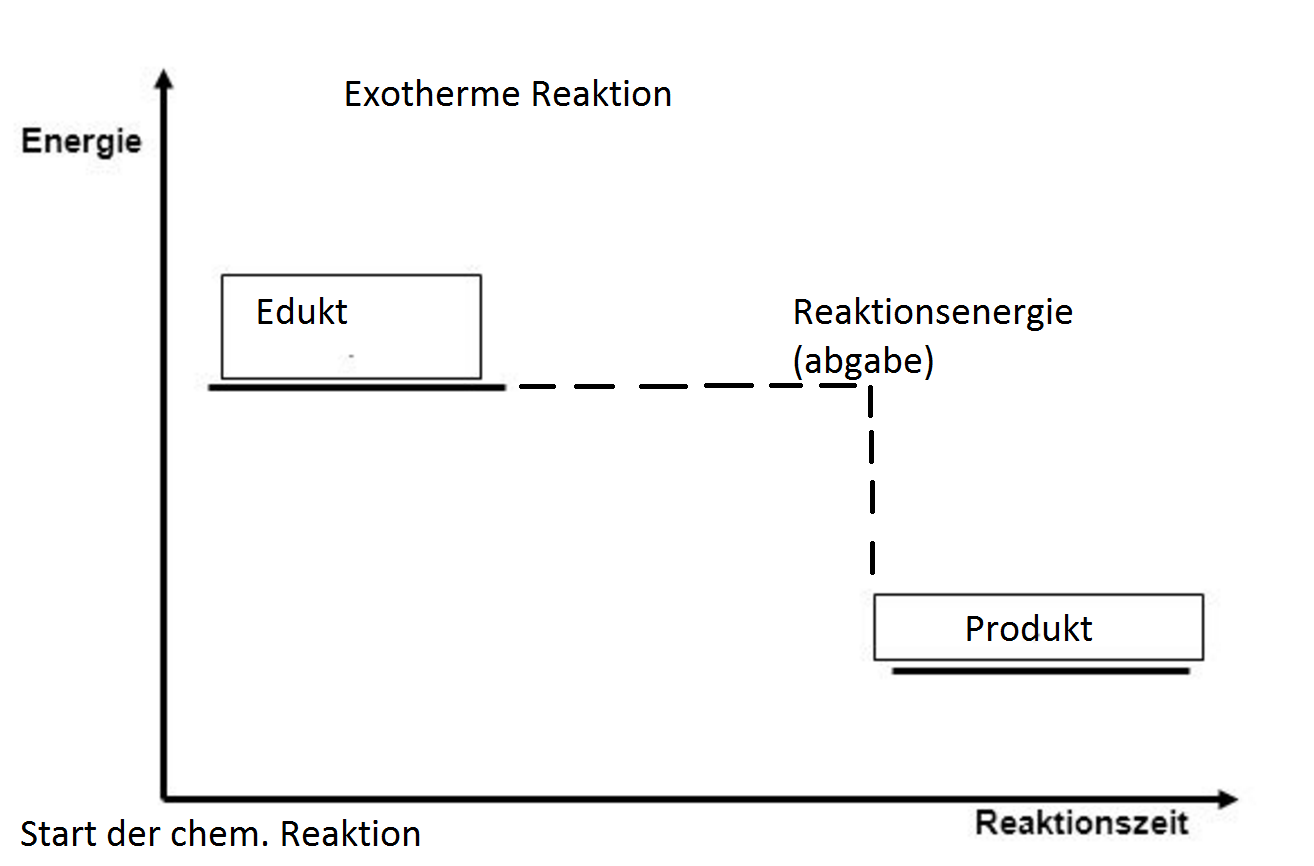 Exotherme Reaktion
Energie
Edukt
Reaktionsenergie
(abgabe)
Produkt
Reaktionszeit
Start der chem. Reaktion